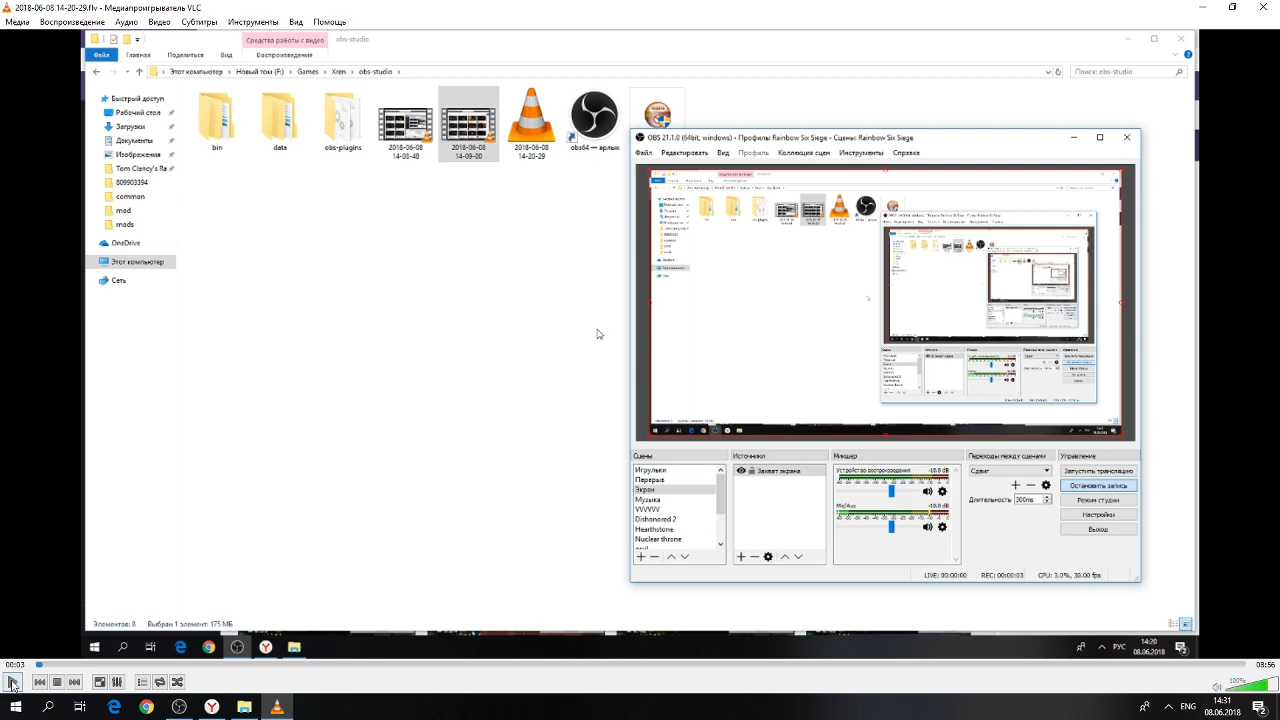 2018-06-08 14-20-29.flv - Медиапроигрыватель VLC
Медиа Воспроизведение Аудио Видео Субтитры Инструменты Вид Помощь
Средства работы с видео obs-studio
Файл Главная Поделиться Вид Воспроизведение
Этот компьютер Новый том (F:) Games Xren obs-studio
Поиск: obs-studio
Быстрый доступ
Рабочий стол
Загрузки
Документы
Изображения
Tom Clancy's Ra
809903394
common
mod
mods
OneDrive
Этот компьютер
Сеть
bin
data
obs-plugins
2018-06-08
14-08-48
2018-06-08
14-09-00
2018-06-08
14-20-29
obs64 — ярлык
OBS 21.1.0 (64bit, windows) - Профиль: Rainbow Six Siege - Сцены: Rainbow Six Siege
Файл Редактировать Вид Профиль Коллекция сцен Инструменты Справка
Сцены
Игрульки
Перерыв
Экран
Музыка
VVVVVV
Dishonored 2
Hearthstone
Nuclear throne
Источники
Захват экрана
Микшер
Устройство воспроизведения -10.0 dB
Mic/Aux -10.0 dB
Переходы между сценами
Сдвиг
Длительность 300ms
Управление
Запустить трансляцию
Остановить запись
Режим студии
Настройки
Выход
LIVE: 00:00:00 REC: 00:00:03 CPU: 3.0%, 30.00 fps
Элементов: 8 Выбран 1 элемент: 175 МБ
РУС
14:20
08.06.2018
00:03
08:56
100%
ENG
14:31
08.06.2018